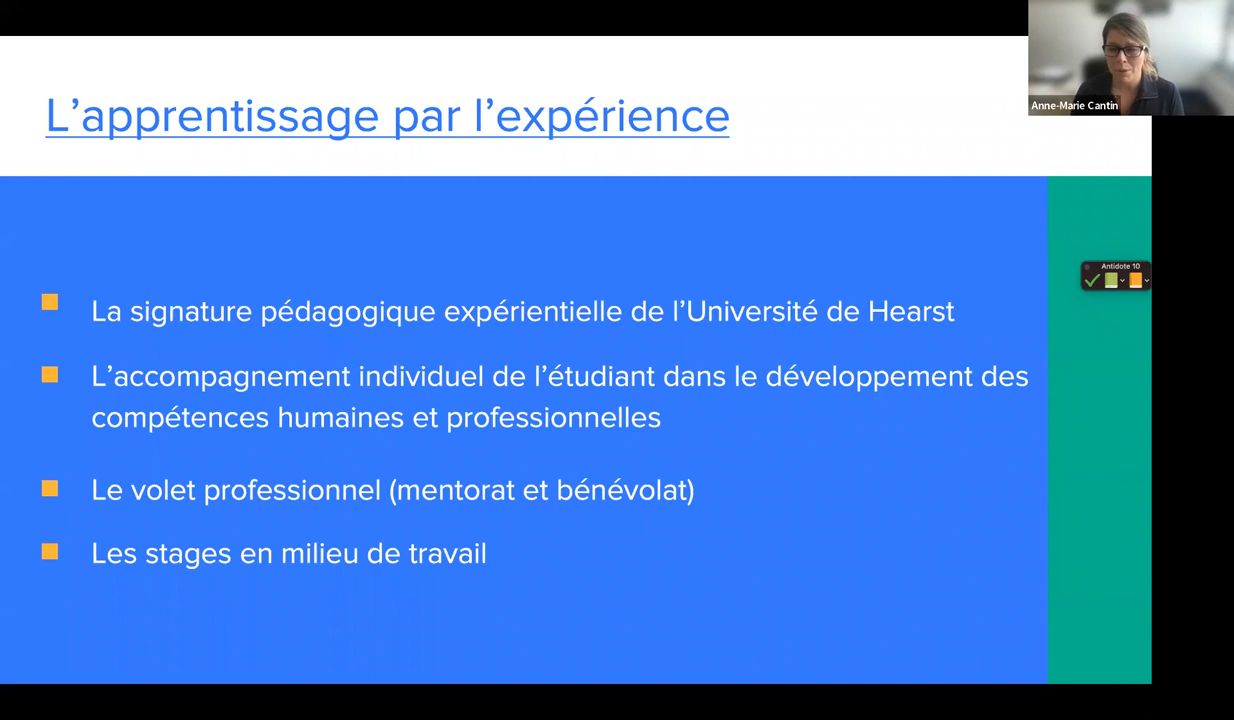 Anne-Marie Cantin
L’apprentissage par l’expérience
Antidote 10
La signature pédagogique expérientielle de l’Université de Hearst
L’accompagnement individuel de l’étudiant dans le développement des
compétences humaines et professionnelles
Le volet professionnel (mentorat et bénévolat)
Les stages en milieu de travail